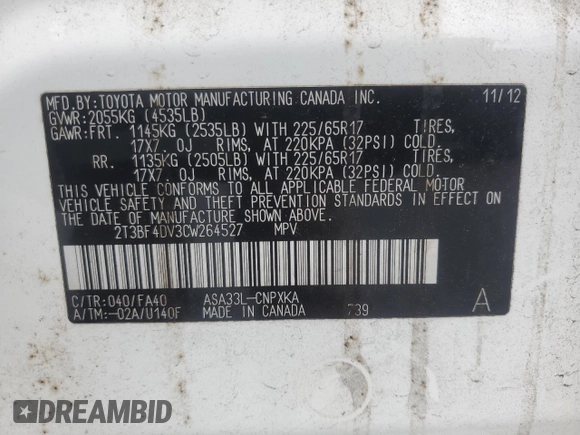 MFD.BY:TOYOTA MOTOR MANUFACTURING CANADA INC. 11/12
GVWR:2055KG (4535LB)
GAWR:FRT. 1145KG (2535LB) WITH 225/65R17 TIRES,
17X7.0J RIMS, AT 220KPA (32PSI) COLD.
RR. 1135KG (2505LB) WITH 225/65R17 TIRES,
17X7.0J RIMS, AT 220KPA (32PSI) COLD.
THIS VEHICLE CONFORMS TO ALL APPLICABLE FEDERAL MOTOR
VEHICLE SAFETY AND THEFT PREVENTION STANDARDS IN EFFECT ON
THE DATE OF MANUFACTURE SHOWN ABOVE.
2T3BF4DV3CW264527 MPV
C/TR:040/FA40 ASA33L-CNPXKA A
A/TM:-02A/U140F MADE IN CANADA 739
DREAMBID